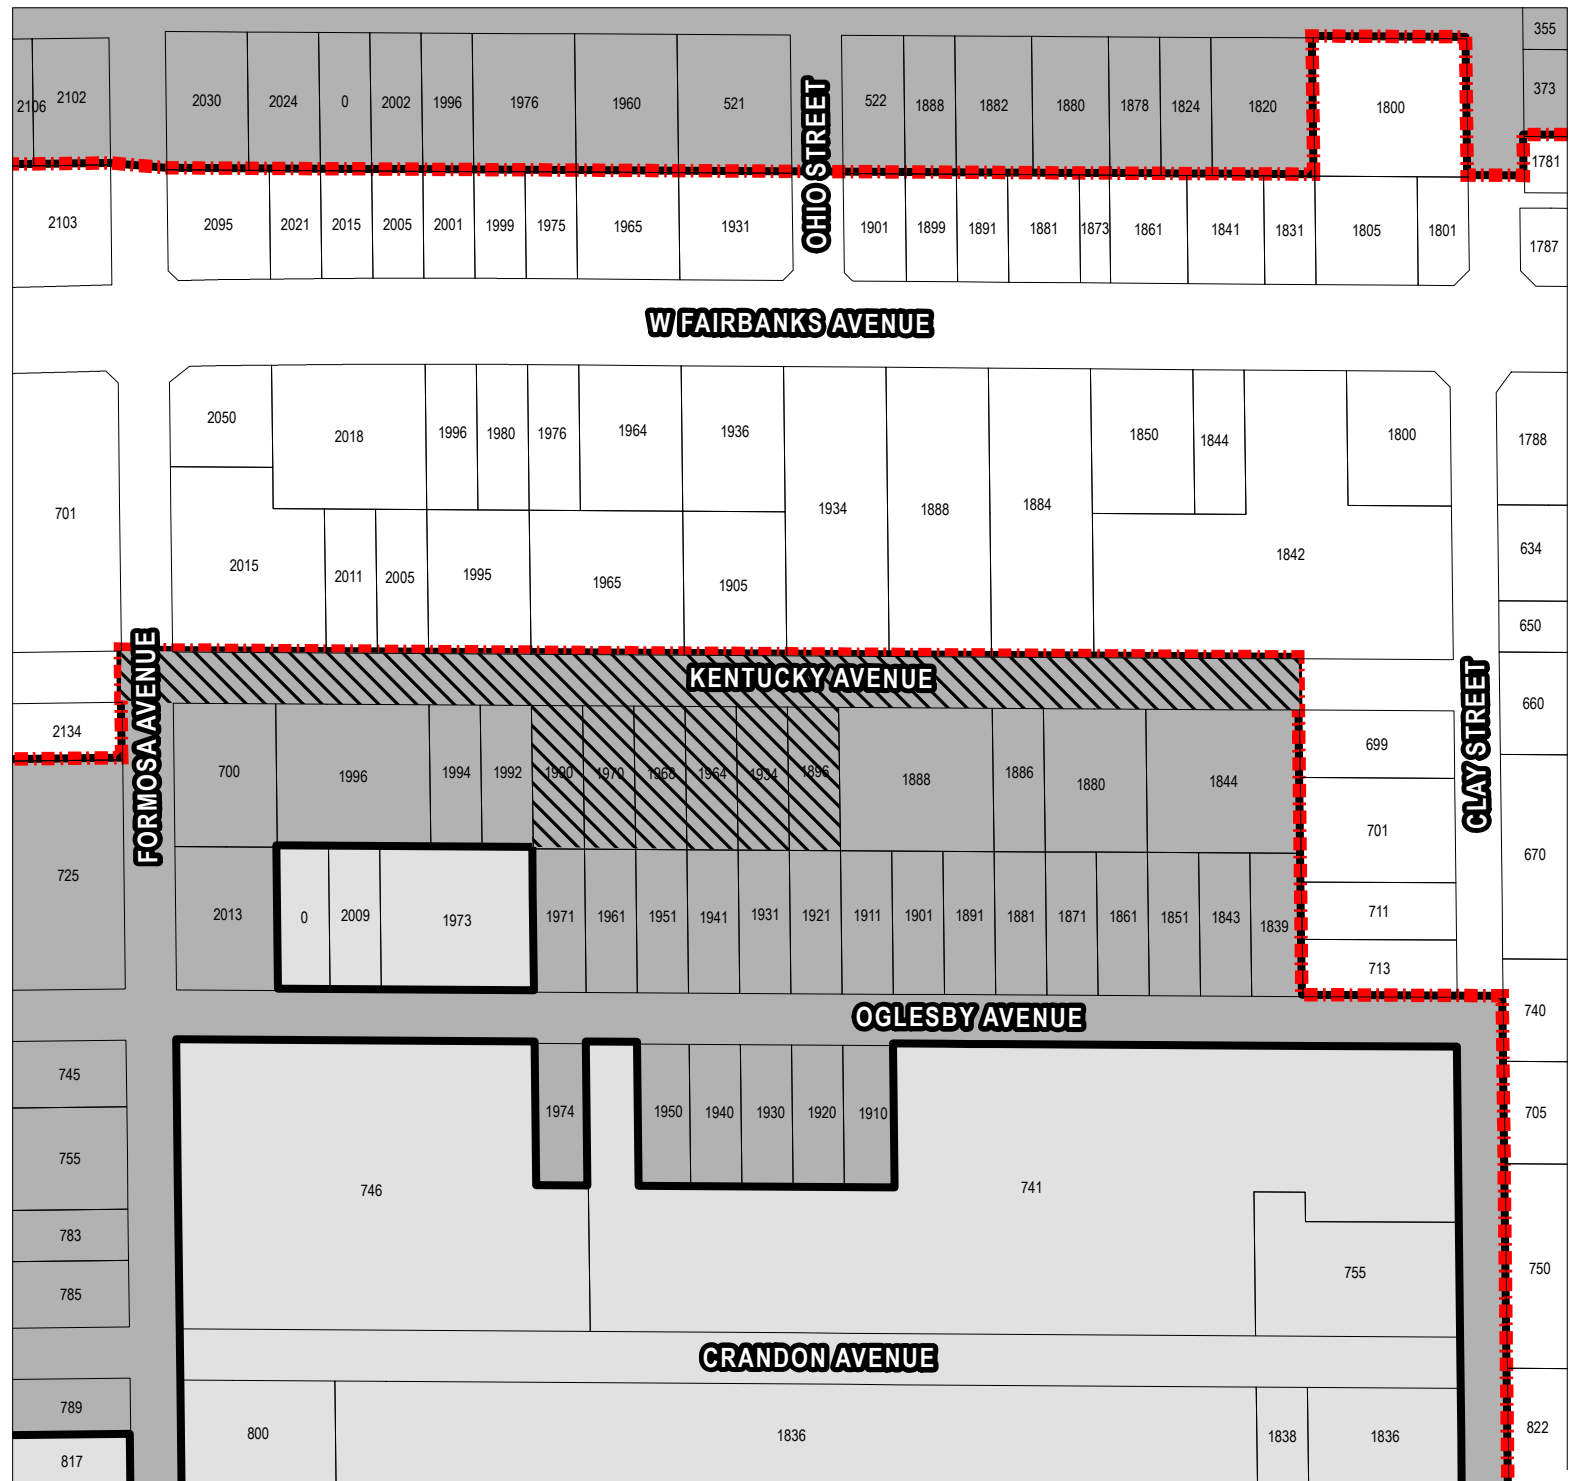 355
2106 2102 2030 2024 0 2002 1996 1976 1960 521 522 1888 1882 1880 1878 1824 1820 1800 373
OHIO STREET
1781
2103 2095 2021 2015 2005 2001 1999 1975 1965 1931 1901 1899 1891 1881 1873 1861 1841 1831 1805 1801 1787
W FAIRBANKS AVENUE
2050 2018 1996 1980 1976 1964 1936 1850 1844 1800 1788
701 1934 1888 1884
2015 2011 2005 1995 1965 1905 1842 634
650
KENTUCKY AVENUE
FORMOSA AVENUE
CLAY STREET
660
2134 699
700 1996 1994 1992 1990 1970 1968 1964 1934 1896 1888 1886 1880 1844
701
725 670
2013 0 2009 1973 1971 1961 1951 1941 1931 1921 1911 1901 1891 1881 1871 1861 1851 1843 1839 711
713
OGLESBY AVENUE
740
745
1974 1950 1940 1930 1920 1910 705
755
746 741
783
755 750
785
CRANDON AVENUE
789
800 1836 1838 1836 822
817